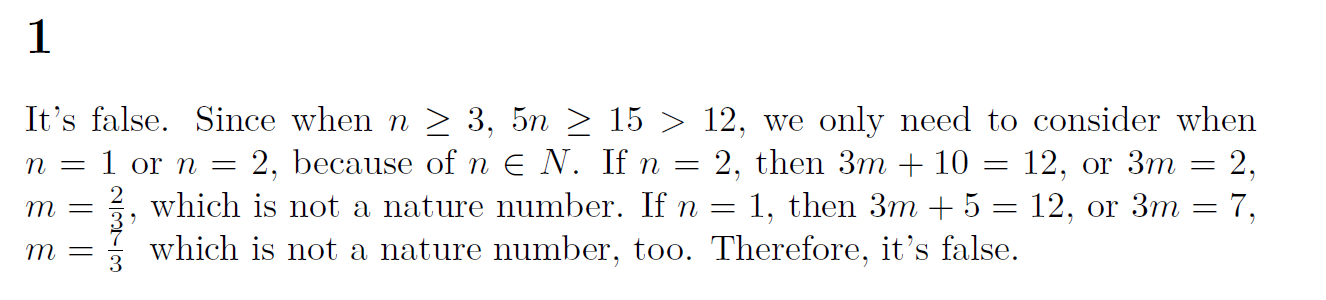 1
It's false. Since when n ≥ 3, 5n ≥ 15 > 12, we only need to consider when
n = 1 or n = 2, because of n ∈ N. If n = 2, then 3m + 10 = 12, or 3m = 2,
m = 2/3, which is not a nature number. If n = 1, then 3m + 5 = 12, or 3m = 7,
m = 7/3 which is not a nature number, too. Therefore, it's false.